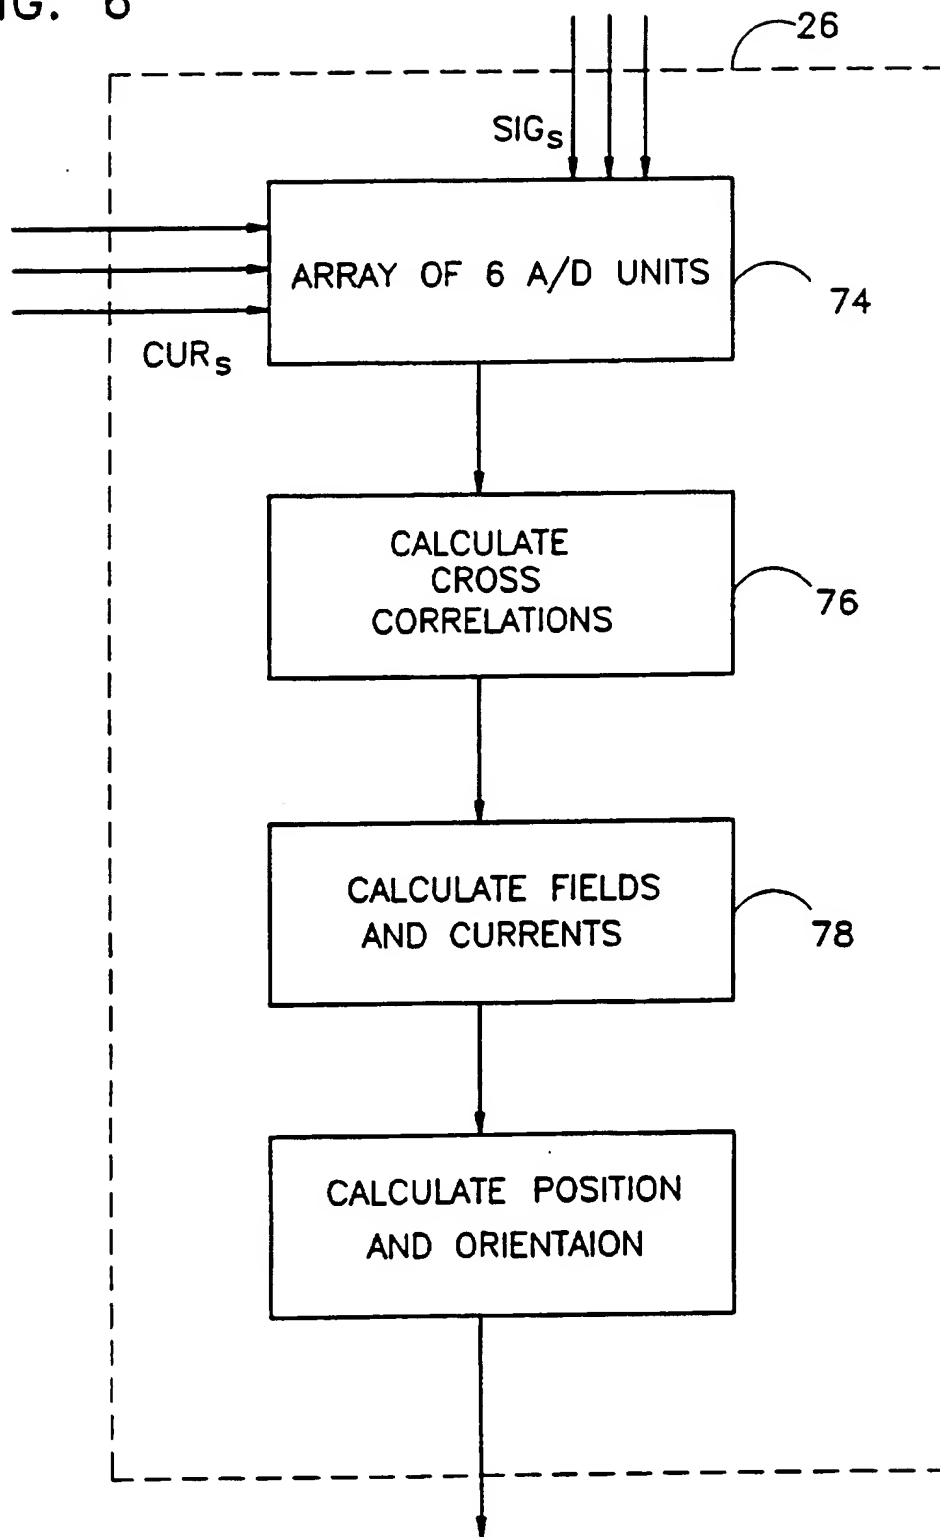 IG. 6
26
SIGs
ARRAY OF 6 A/D UNITS
74
CURs
CALCULATE
CROSS
CORRELATIONS
76
CALCULATE FIELDS
AND CURRENTS
78
CALCULATE POSITION
AND ORIENTAION